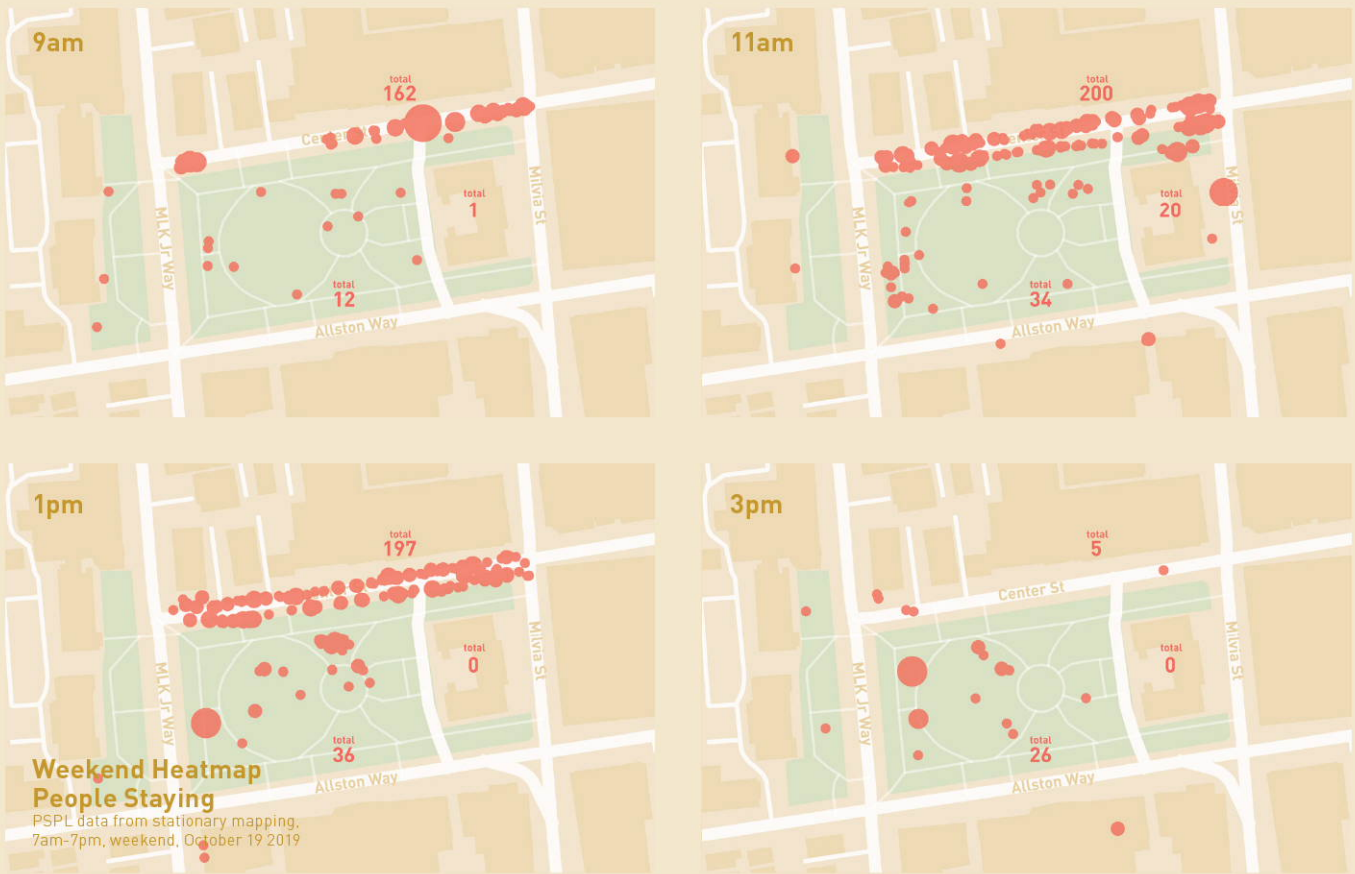 9am
total
162
total
1
Milvia St
MLK Jr Way
total
12
Allston Way
11am
total
200
total
20
St
MLK Jr Way
total
34
Allston Way
1pm
total
197
total
0
Milvia St
MLK Jr Way
total
36
Allston Way
Weekend Heatmap
People Staying
PSPL data from stationary mapping,
7am-7pm, weekend, October 19 2019
3pm
total
5
Center St
total
0
Milvia St
MLK Jr Way
total
26
Allston Way